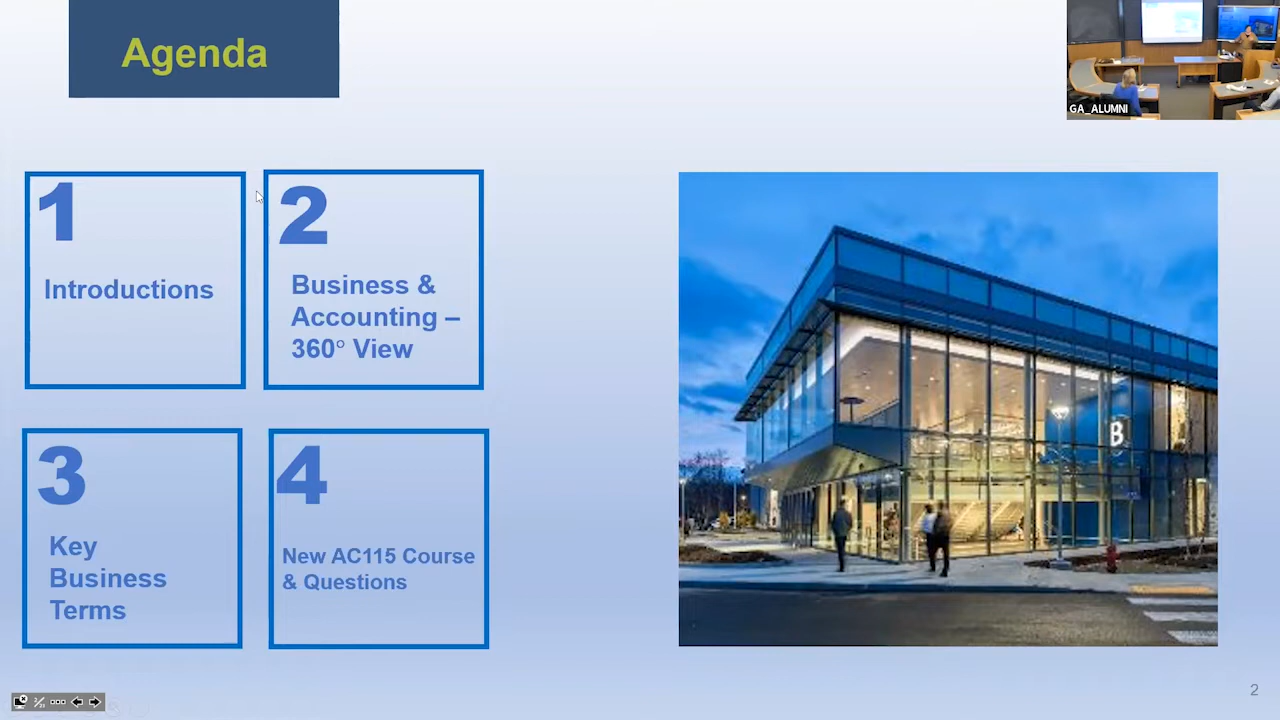 Agenda
GA_ALUMNI
1
Introductions
2
Business &
Accounting –
360° View
3
Key
Business
Terms
4
New AC115 Course
& Questions
B
2